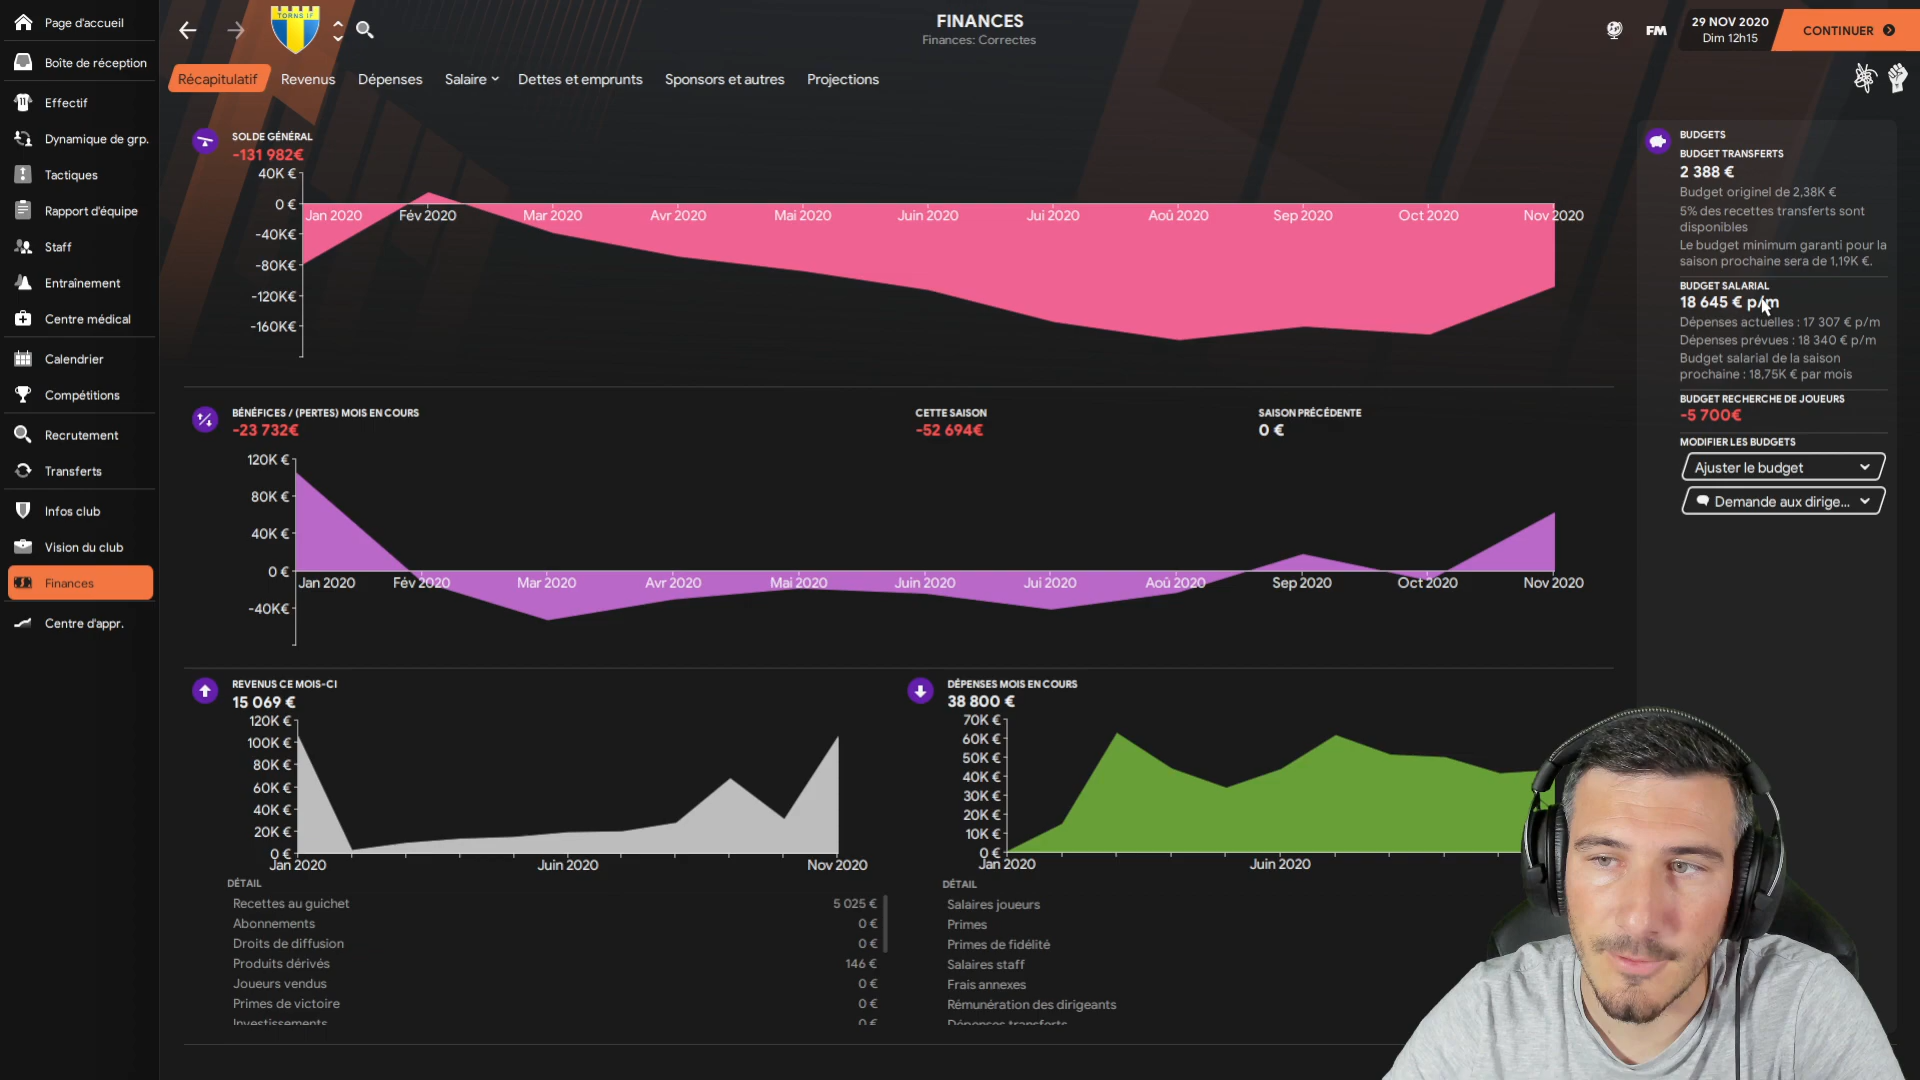 Page d'accueil
Boîte de réception
Effectif
Dynamique de grp.
Tactiques
Rapport d'équipe
Staff
Entraînement
Centre médical
Calendrier
Compétitions
Recrutement
Transferts
Infos club
Vision du club
Finances
Centre d'appr.
TORNS IF
FINANCES
Finances: Correctes
FM
29 NOV 2020
Dim 12h15
CONTINUER
Récapitulatif
Revenus
Dépenses
Salaire
Dettes et emprunts
Sponsors et autres
Projections
SOLDE GÉNÉRAL
-131 982€
40K €
0 €
-40K€
-80K€
-120K€
-160K€
Jan 2020
Fév 2020
Mar 2020
Avr 2020
Mai 2020
Juin 2020
Jui 2020
Aoû 2020
Sep 2020
Oct 2020
Nov 2020
BÉNÉFICES / (PERTES) MOIS EN COURS
-23 732€
CETTE SAISON
-52 694€
SAISON PRÉCÉDENTE
0 €
120K €
80K €
40K €
0 €
-40K€
Jan 2020
Fév 2020
Mar 2020
Avr 2020
Mai 2020
Juin 2020
Jui 2020
Aoû 2020
Sep 2020
Oct 2020
Nov 2020
REVENUS CE MOIS-CI
15 069 €
120K €
100K €
80K €
60K €
40K €
20K €
0 €
Jan 2020
Juin 2020
Nov 2020
DÉTAIL
Recettes au guichet 5 025 €
Abonnements 0 €
Droits de diffusion 0 €
Produits dérivés 146 €
Joueurs vendus 0 €
Primes de victoire 0 €
Investissements 0 €
DÉPENSES MOIS EN COURS
38 800 €
70K €
60K €
50K €
40K €
30K €
20K €
10K €
0 €
Jan 2020
Juin 2020
DÉTAIL
Salaires joueurs
Primes
Primes de fidélité
Salaires staff
Frais annexes
Rémunération des dirigeants
Dépenses transferts
BUDGETS
BUDGET TRANSFERTS
2 388 €
Budget originel de 2,38K €
5% des recettes transferts sont
disponibles
Le budget minimum garanti pour la
saison prochaine sera de 1,19K €.
BUDGET SALARIAL
18 645 € p/m
Dépenses actuelles : 17 307 € p/m
Dépenses prévues : 18 340 € p/m
Budget salarial de la saison
prochaine : 18,75K € par mois
BUDGET RECHERCHE DE JOUEURS
-5 700€
MODIFIER LES BUDGETS
Ajuster le budget
Demande aux dirige...